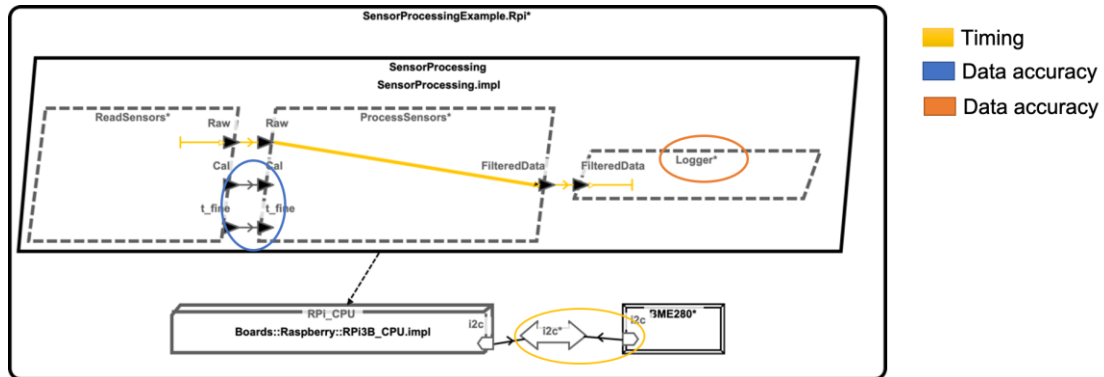 SensorProcessingExample.Rpi*
SensorProcessing
SensorProcessing.impl
ReadSensors*
Raw
Raw
ProcessSensors*
Cal
Cal
FilteredData
FilteredData
Logger*
t_fine
t_fine
RPi_CPU
Boards::Raspberry::RPi3B_CPU.impl
i2c
i2c*
i2c
BME280*
Timing
Data accuracy
Data accuracy